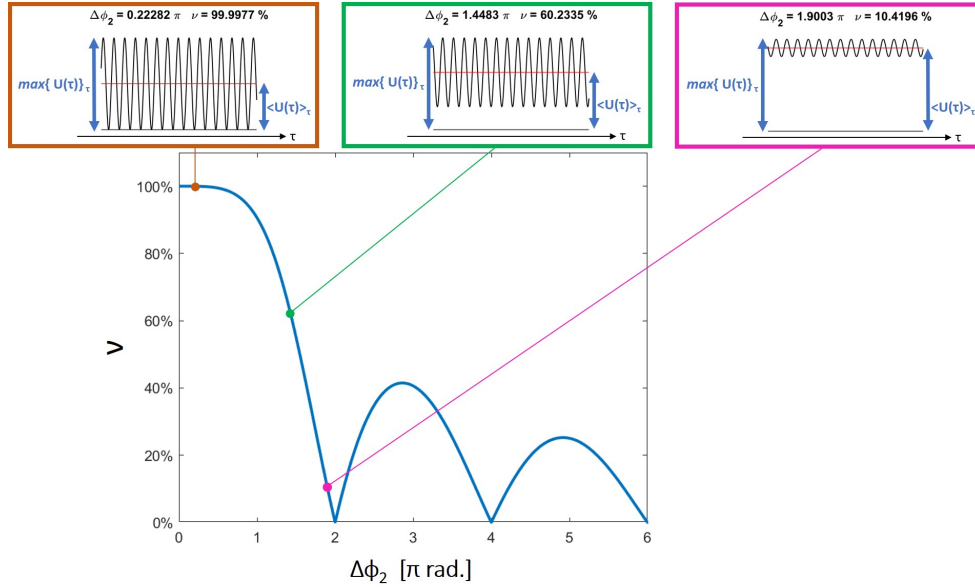 Δϕ₂ = 0.22282 π ν = 99.9977 %
max{ U(τ)}τ
<U(τ)>τ
τ
Δϕ₂ = 1.4483 π ν = 60.2335 %
max{ U(τ)}τ
<U(τ)>τ
τ
Δϕ₂ = 1.9003 π ν = 10.4196 %
max{ U(τ)}τ
<U(τ)>τ
τ
100%
80%
60%
40%
20%
0%
ν
0 1 2 3 4 5 6
Δϕ₂ [π rad.]